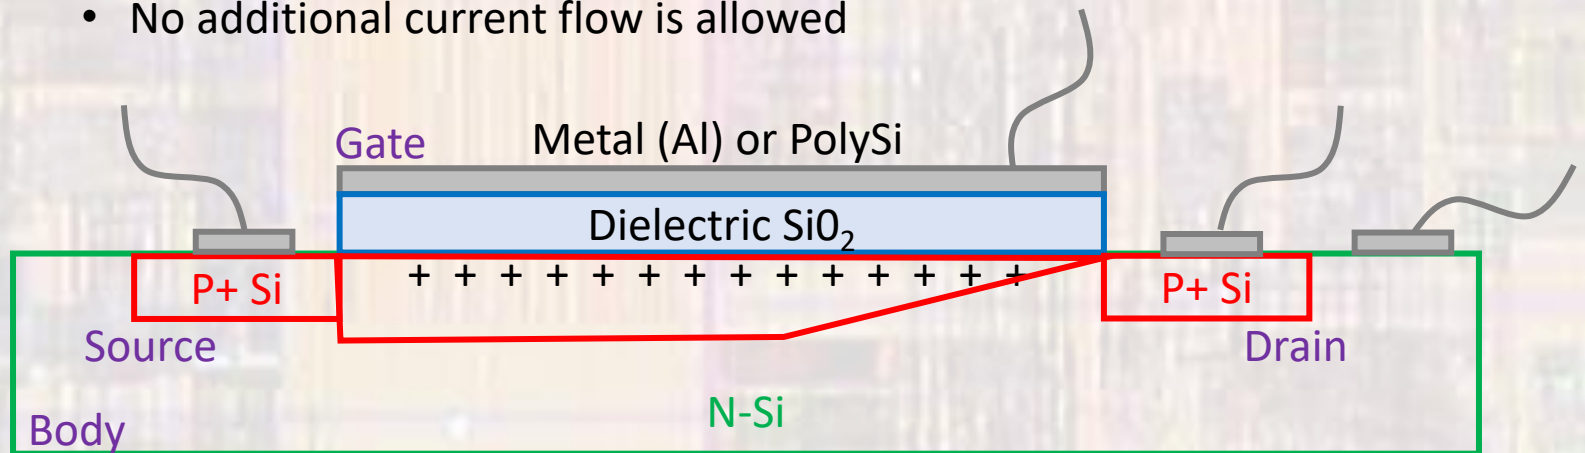 • No additional current flow is allowed
Gate
Metal (Al) or PolySi
Dielectric Si0₂
+ + + + + + + + + + + + + +
P+ Si
P+ Si
Source
Drain
N-Si
Body